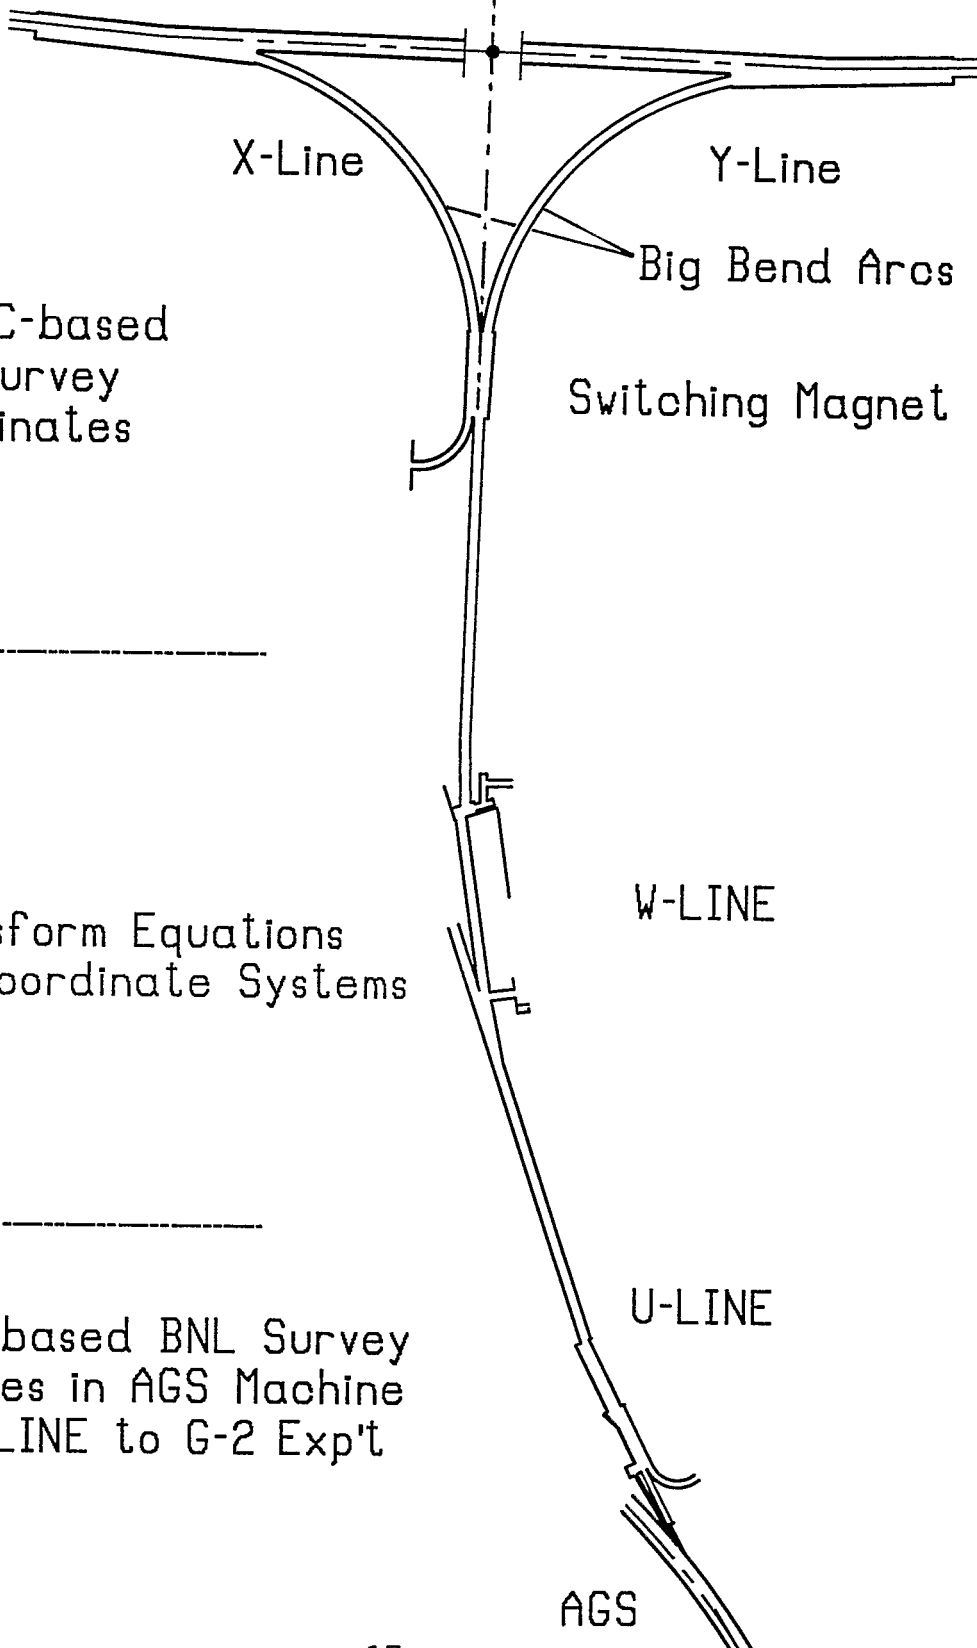 X-Line
Y-Line
Big Bend Arcs
C-based
urvey
inates
Switching Magnet
W-LINE
sform Equations
oordinate Systems
U-LINE
based BNL Survey
es in AGS Machine
LINE to G-2 Exp't
AGS